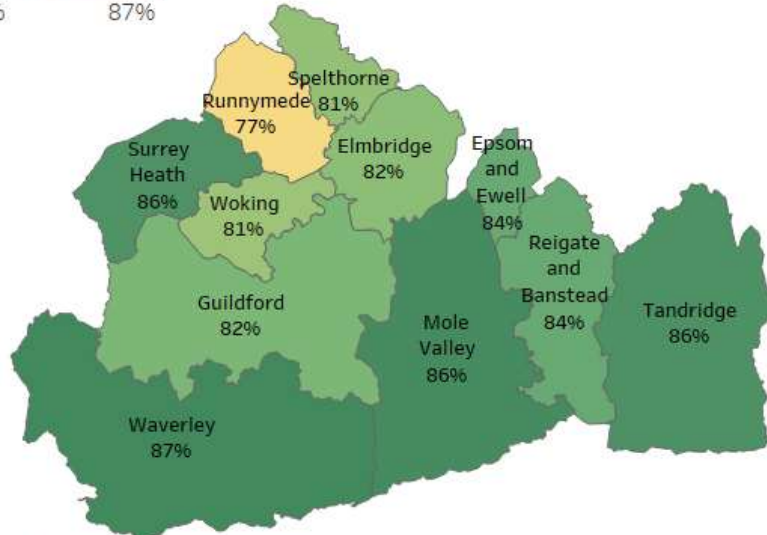 %
87%
Spelthorne
81%
Runnymede
77%
Elmbridge
82%
Epsom
and
Ewell
84%
Surrey
Heath
86%
Woking
81%
Reigate
and
Banstead
84%
Guildford
82%
Mole
Valley
86%
Tandridge
86%
Waverley
87%